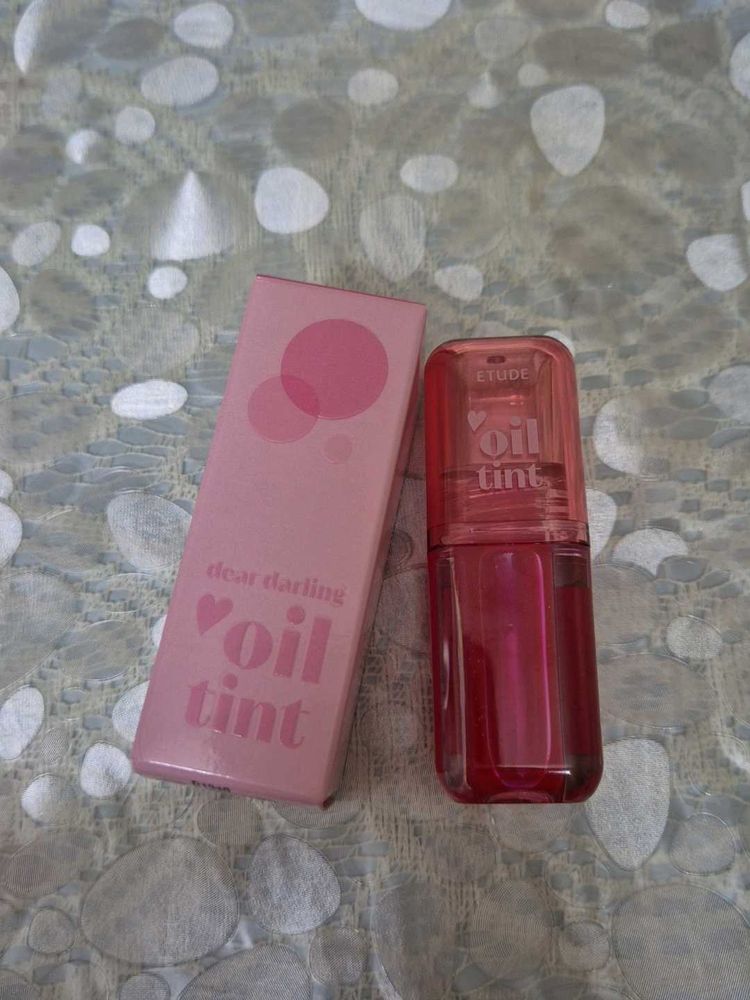 dear darling
oil
tint
ETUDE
oil
tint